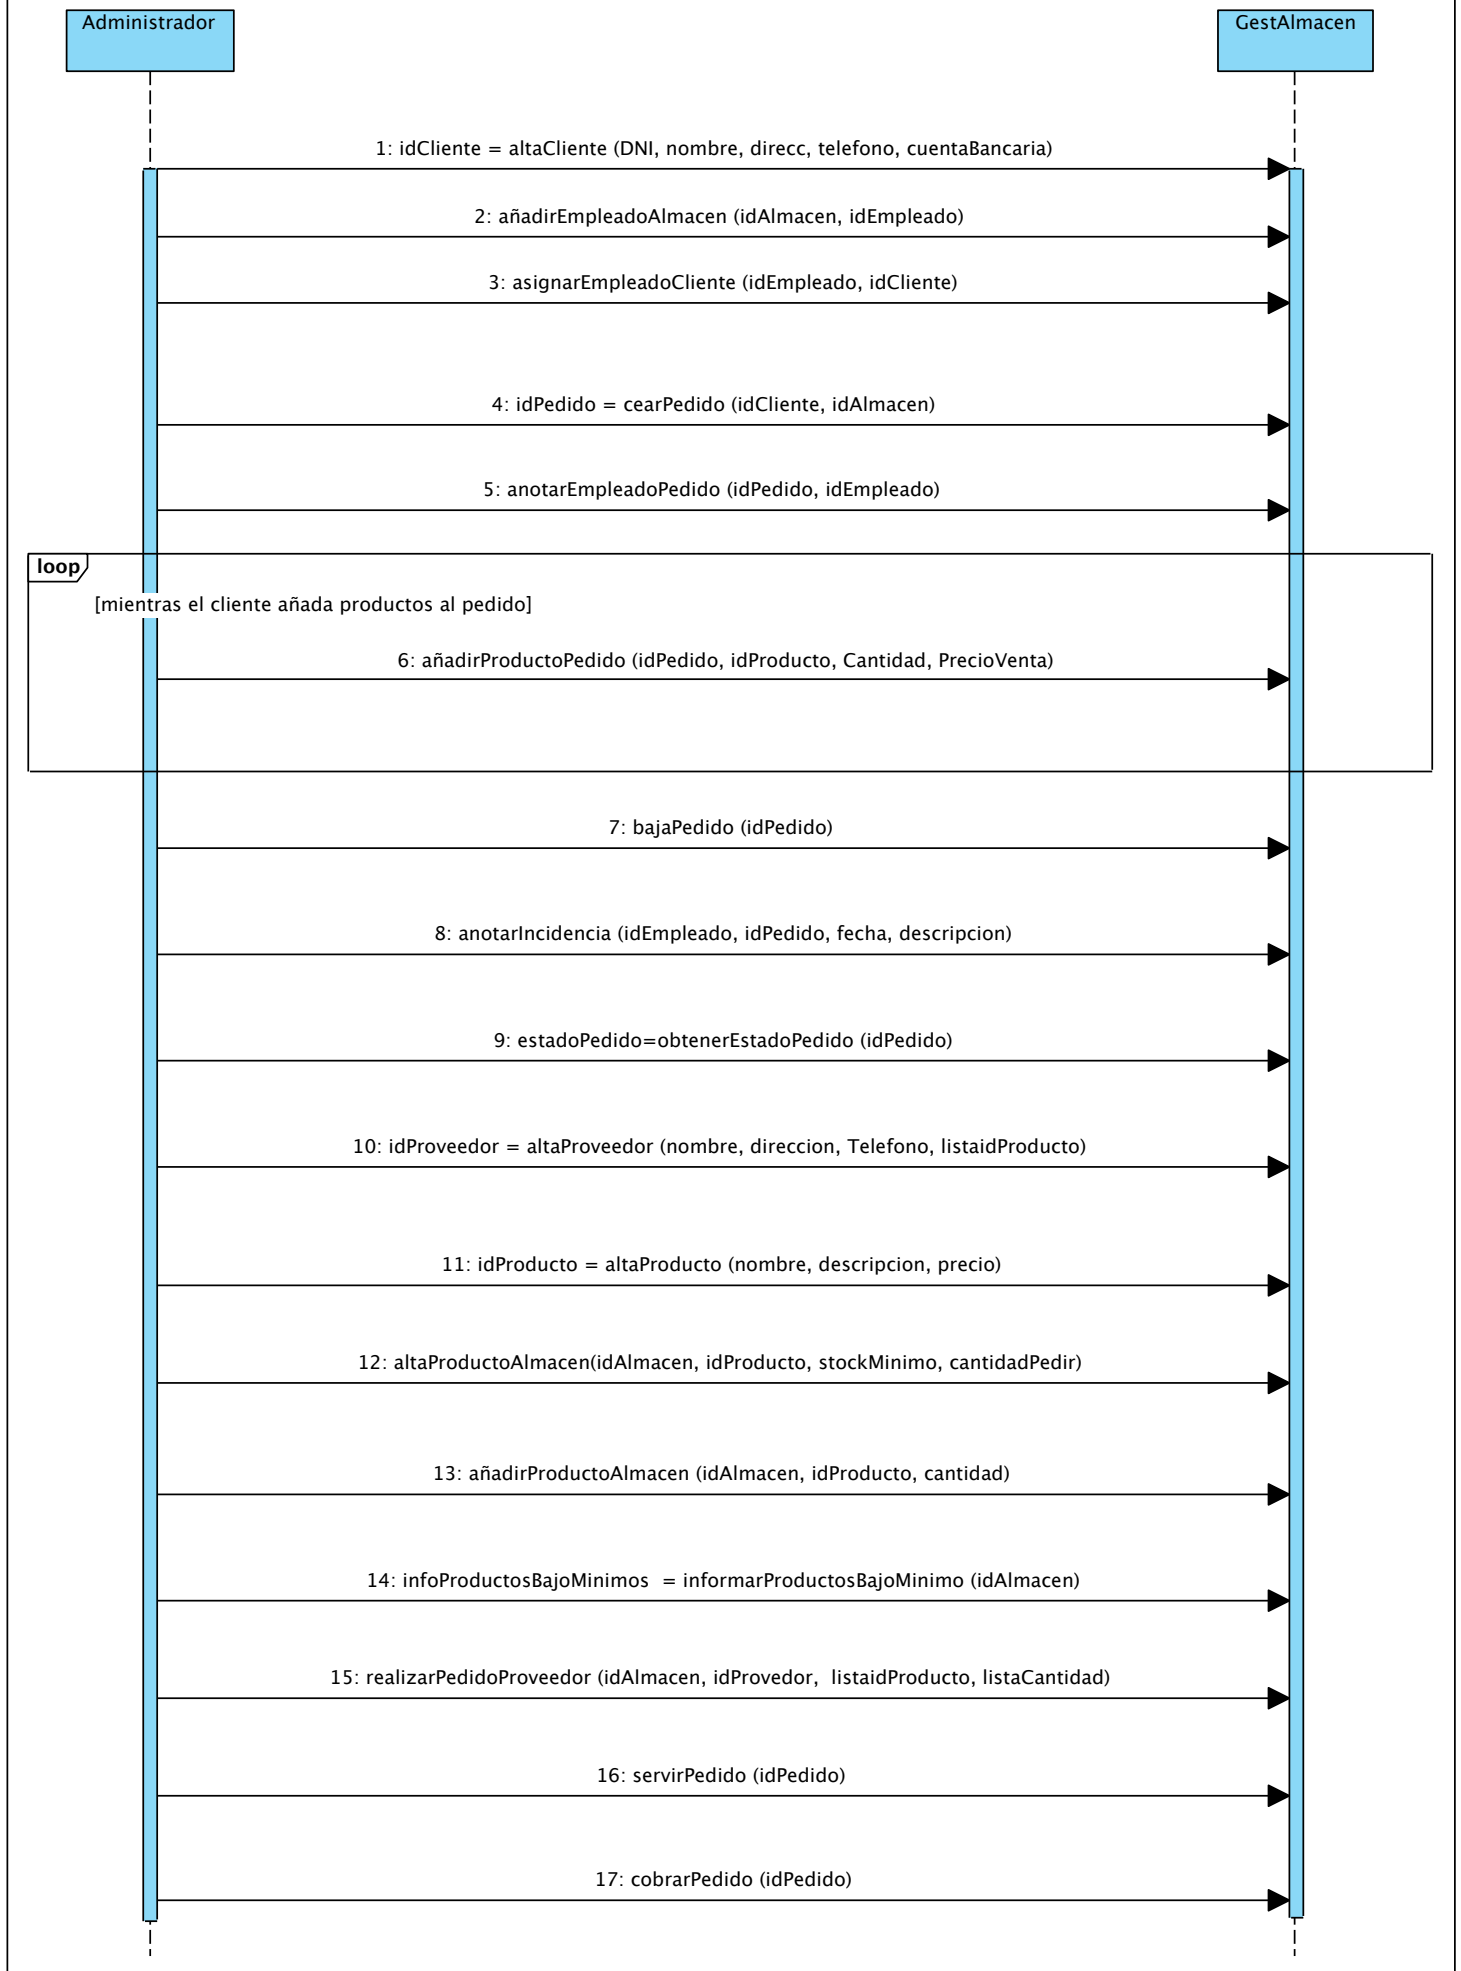 Administrador
GestAlmacen
1: idCliente = altaCliente (DNI, nombre, direcc, telefono, cuentaBancaria)
2: añadirEmpleadoAlmacen (idAlmacen, idEmpleado)
3: asignarEmpleadoCliente (idEmpleado, idCliente)
4: idPedido = cearPedido (idCliente, idAlmacen)
5: anotarEmpleadoPedido (idPedido, idEmpleado)
loop
[mientras el cliente añada productos al pedido]
6: añadirProductoPedido (idPedido, idProducto, Cantidad, PrecioVenta)
7: bajaPedido (idPedido)
8: anotarIncidencia (idEmpleado, idPedido, fecha, descripcion)
9: estadoPedido=obtenerEstadoPedido (idPedido)
10: idProveedor = altaProveedor (nombre, direccion, Telefono, listaidProducto)
11: idProducto = altaProducto (nombre, descripcion, precio)
12: altaProductoAlmacen(idAlmacen, idProducto, stockMinimo, cantidadPedir)
13: añadirProductoAlmacen (idAlmacen, idProducto, cantidad)
14: infoProductosBajoMinimos  = informarProductosBajoMinimo (idAlmacen)
15: realizarPedidoProveedor (idAlmacen, idProvedor,  listaidProducto, listaCantidad)
16: servirPedido (idPedido)
17: cobrarPedido (idPedido)